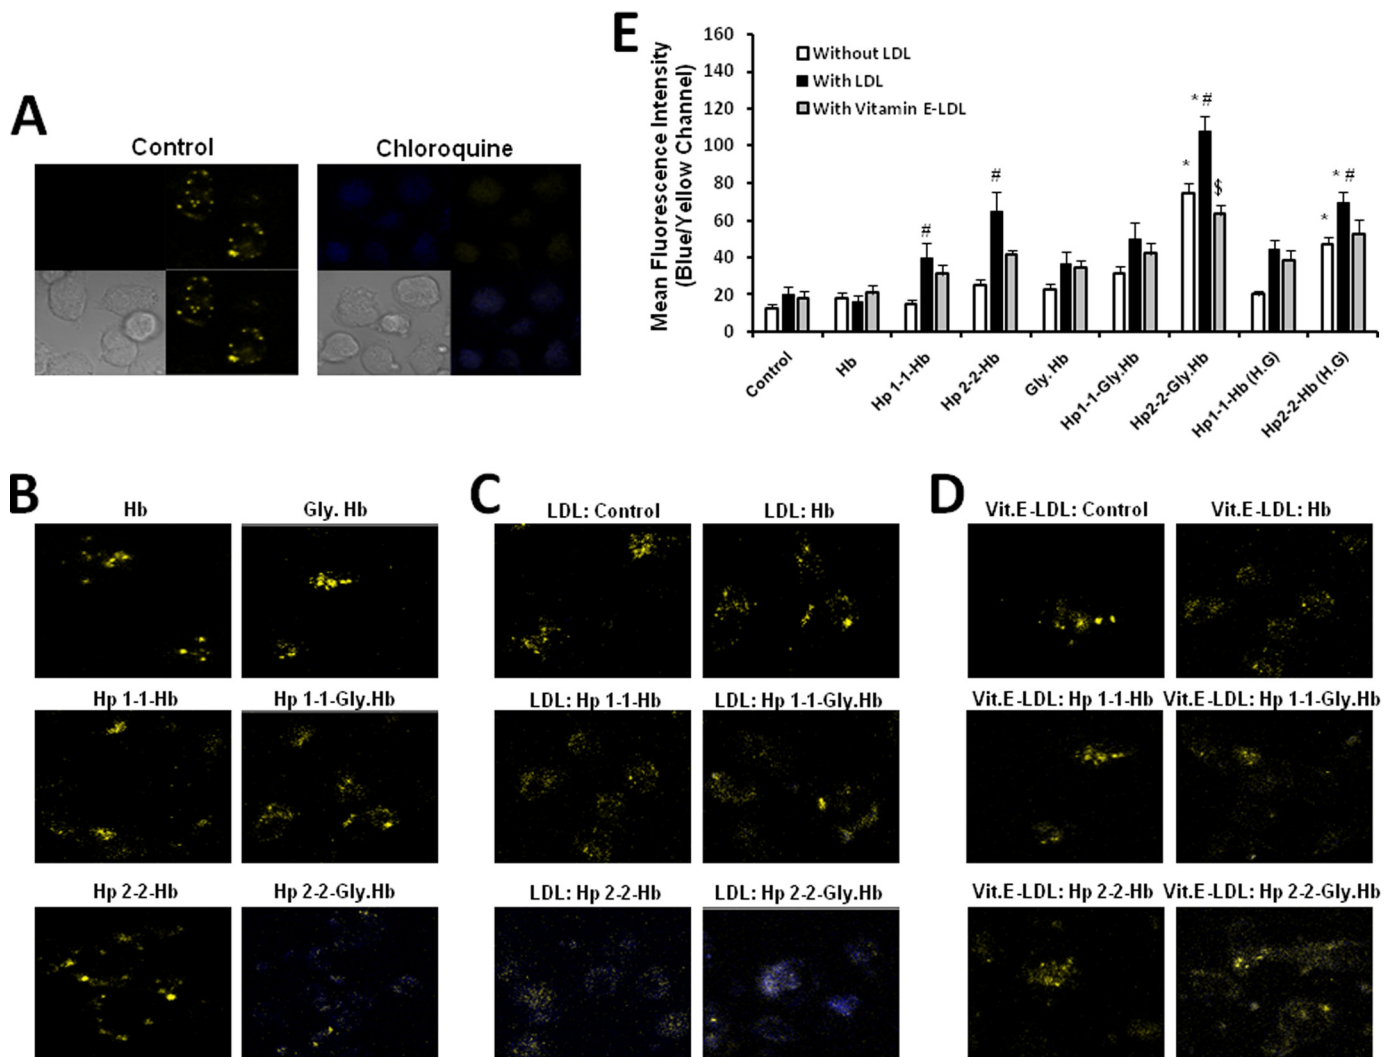 A
Control
Chloroquine
E
Mean Fluorescence Intensity
(Blue/Yellow Channel)
160
140
120
100
80
60
40
20
0
Without LDL
With LDL
With Vitamin E-LDL
#
#
*
* #
$
*
* #
Control
Hb
Hp 1-1-Hb
Hp 2-2-Hb
Gly. Hb
Hp1-1-Gly.Hb
Hp2-2-Gly.Hb
Hp1-1-Hb (H.G)
Hp2-2-Hb (H.G)
B
Hb
Gly. Hb
Hp 1-1-Hb
Hp 1-1-Gly.Hb
Hp 2-2-Hb
Hp 2-2-Gly.Hb
C
LDL: Control
LDL: Hb
LDL: Hp 1-1-Hb
LDL: Hp 1-1-Gly.Hb
LDL: Hp 2-2-Hb
LDL: Hp 2-2-Gly.Hb
D
Vit.E-LDL: Control
Vit.E-LDL: Hb
Vit.E-LDL: Hp 1-1-Hb
Vit.E-LDL: Hp 1-1-Gly.Hb
Vit.E-LDL: Hp 2-2-Hb
Vit.E-LDL: Hp 2-2-Gly.Hb